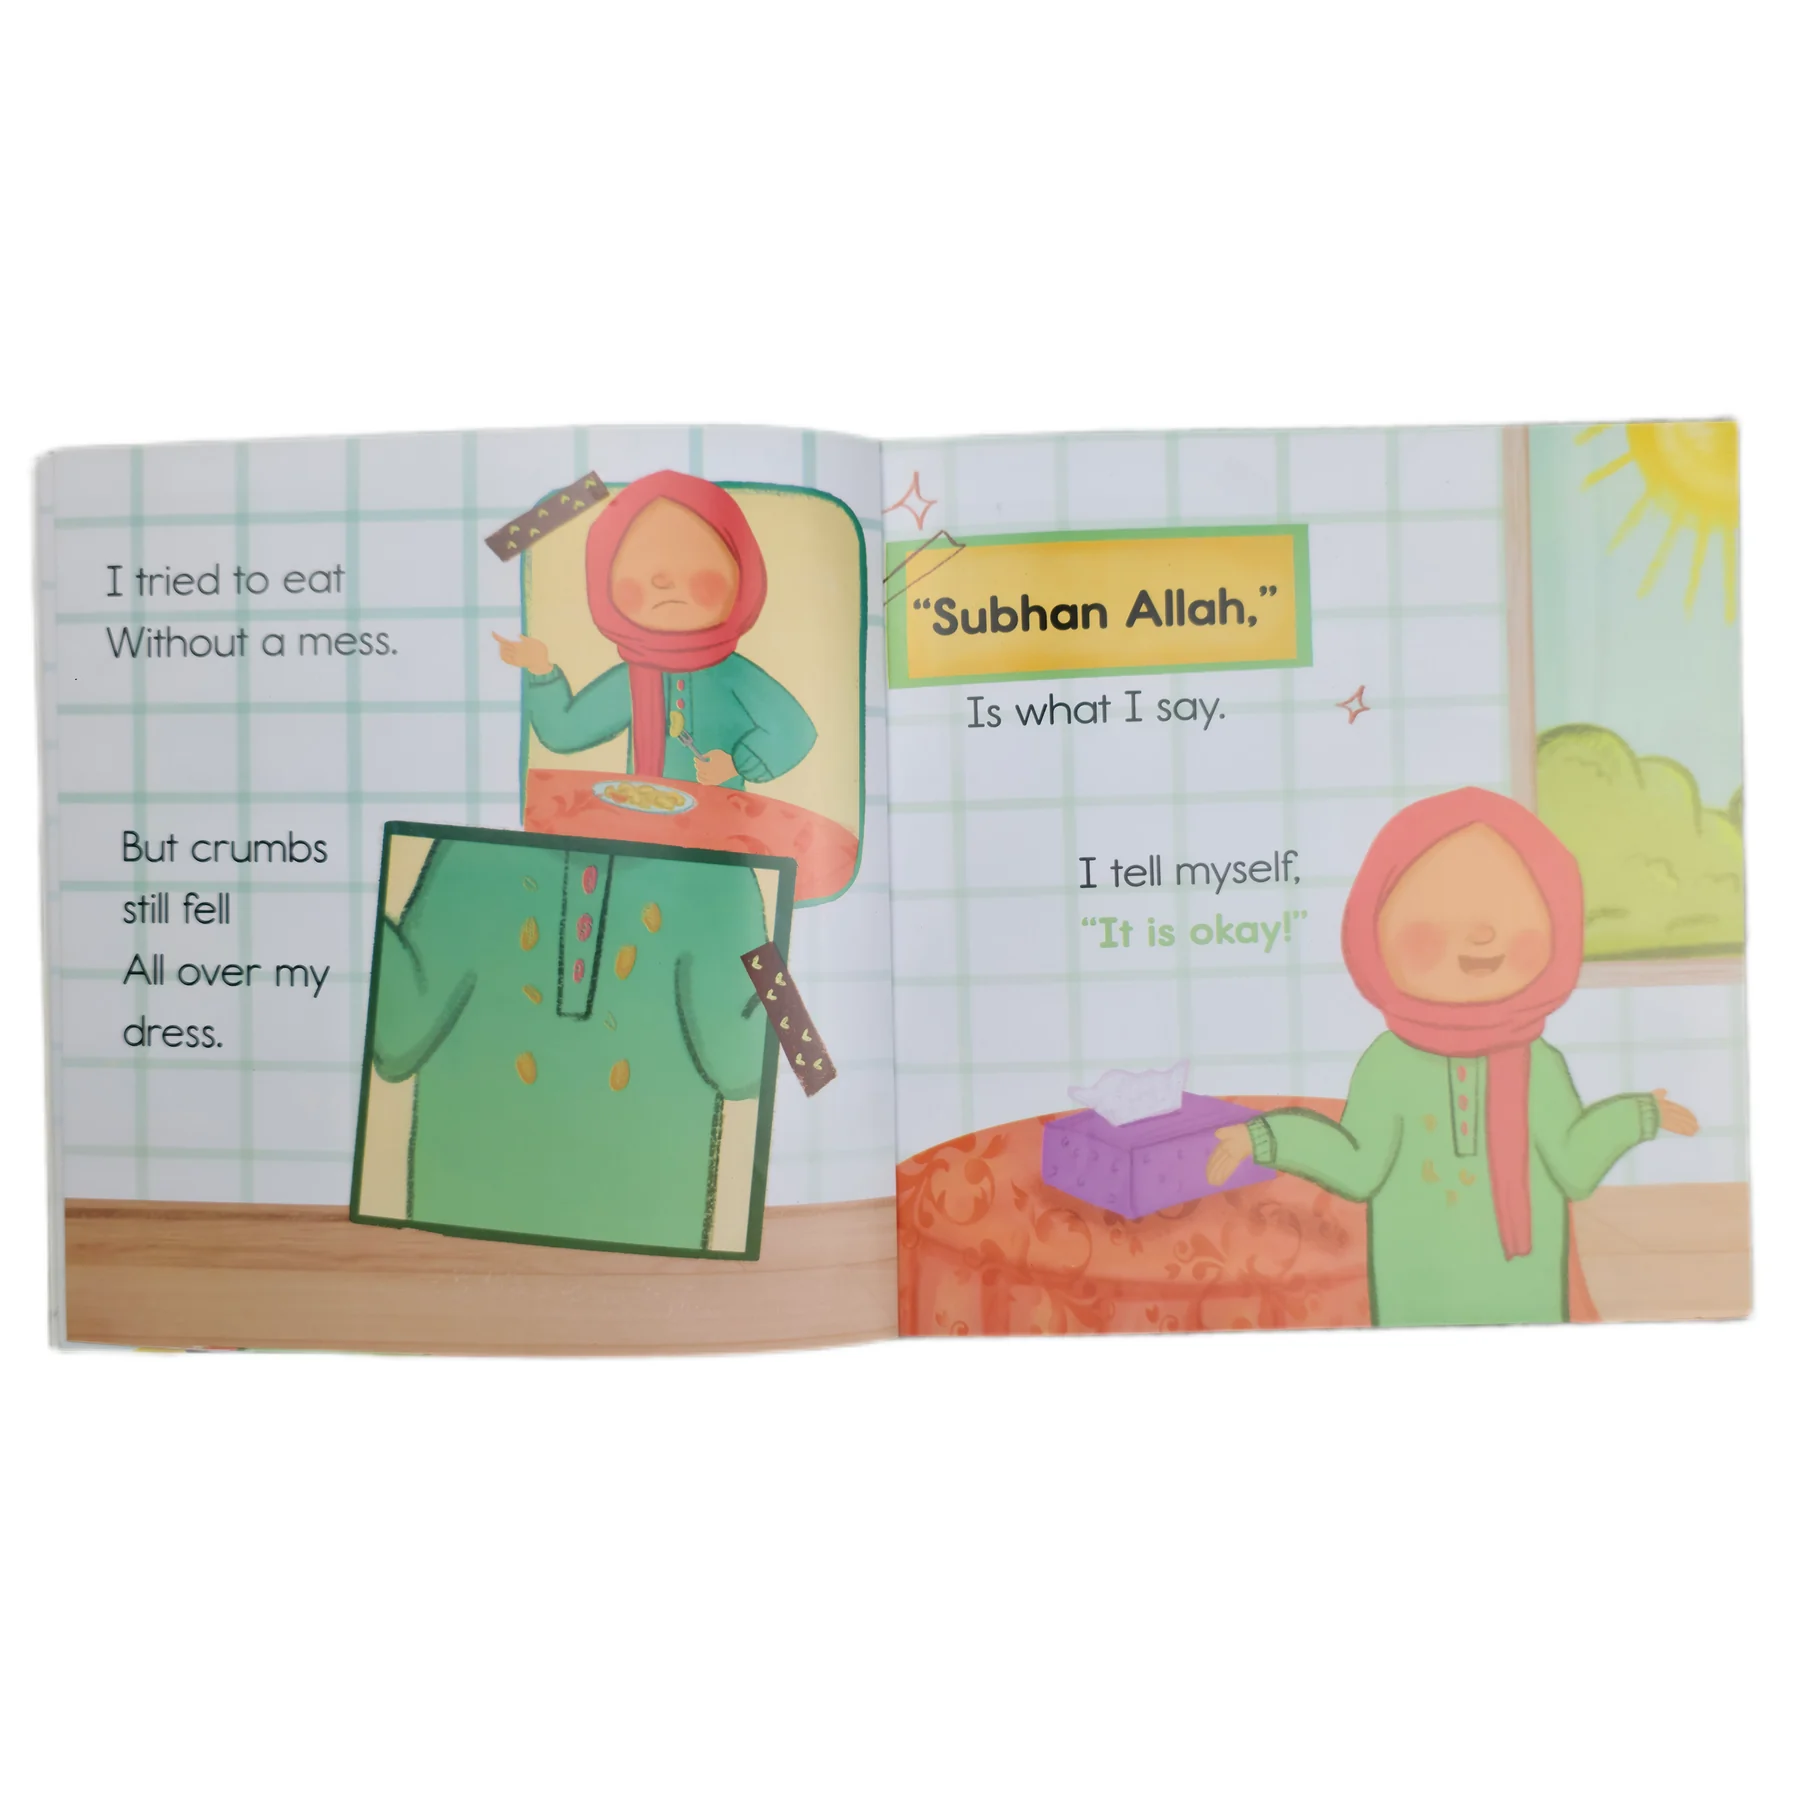 I tried to eat
Without a mess.
But crumbs
still fell
All over my
dress.
“Subhan Allah,”
Is what I say.
I tell myself,
“It is okay!”